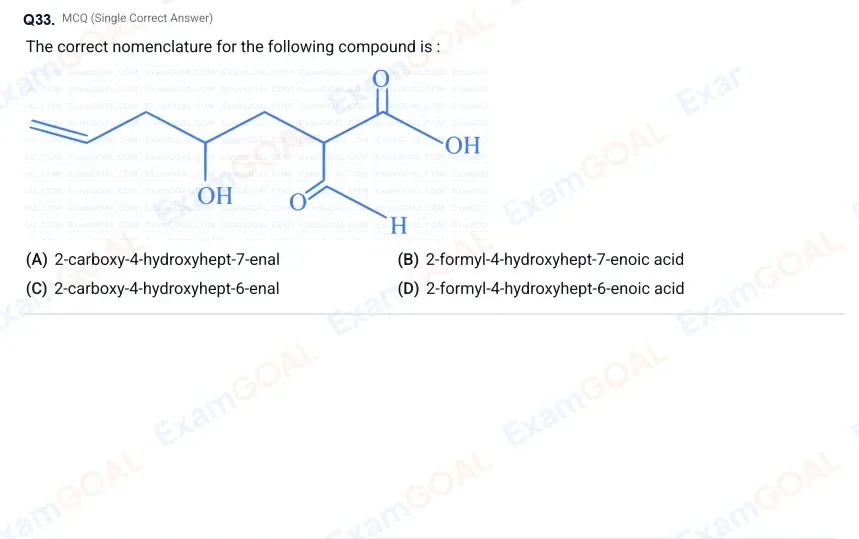 Q33. MCQ (Single Correct Answer)
The correct nomenclature for the following compound is :
O
OH
OH
O
H
(A) 2-carboxy-4-hydroxyhept-7-enal
(B) 2-formyl-4-hydroxyhept-7-enoic acid
(C) 2-carboxy-4-hydroxyhept-6-enal
(D) 2-formyl-4-hydroxyhept-6-enoic acid
ExamGOAL
ExamGOAL
ExamGOAL
ExamGOAL
ExamGOAL